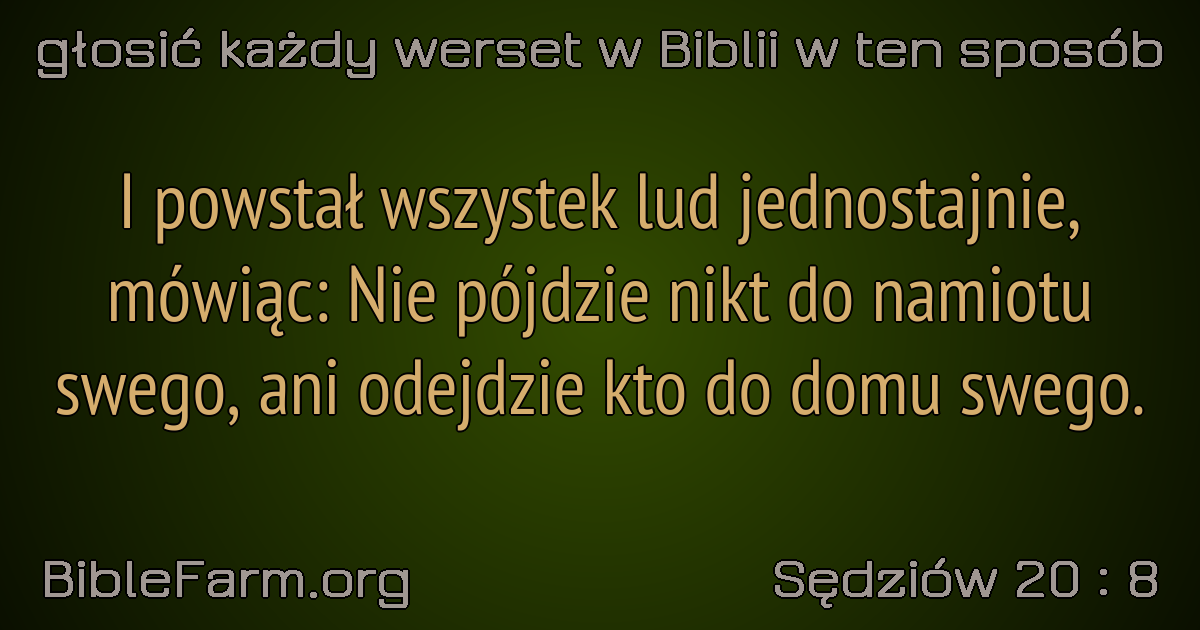 głosić każdy werset w Biblii w ten sposób
I powstał wszystek lud jednostajnie,
mówiąc: Nie pójdzie nikt do namiotu
swego, ani odejdzie kto do domu swego.
BibleFarm.org
Sędziów 20 : 8